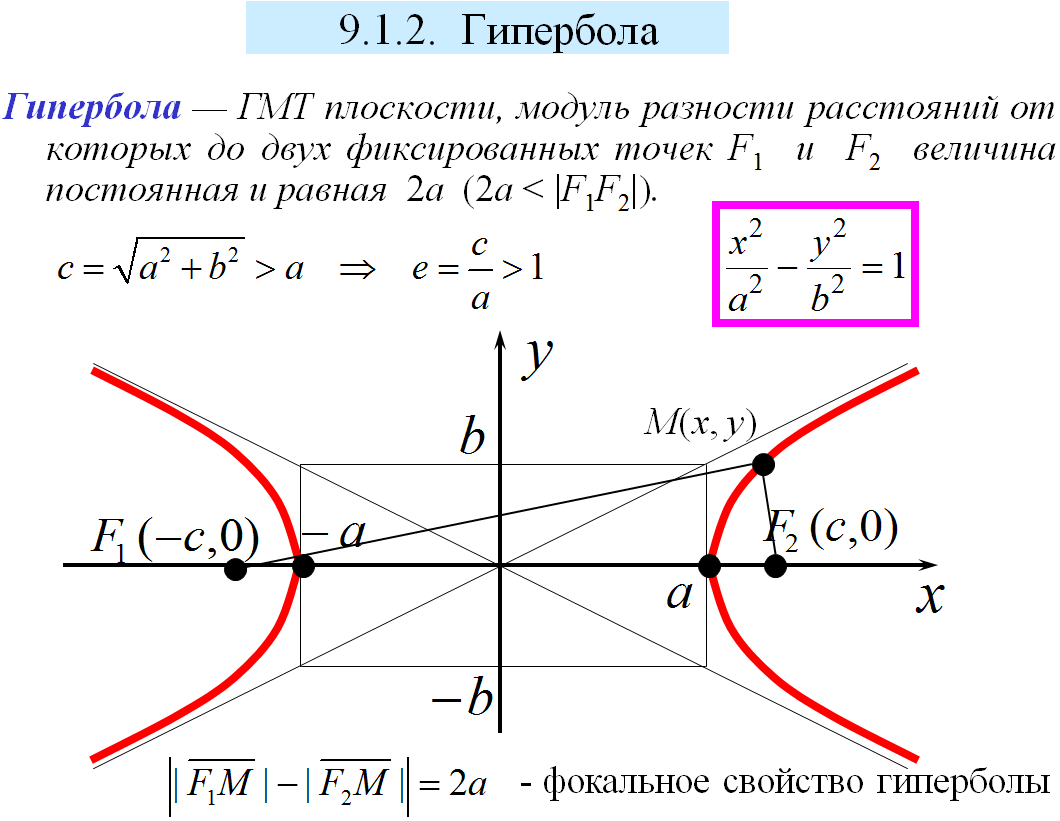 9.1.2. Гипербола
Гипербола — ГМТ плоскости, модуль разности расстояний от
которых до двух фиксированных точек F₁ и F₂ величина
постоянная и равная 2a (2a < |F₁F₂|).
c = √(a² + b²) > a ⇒ e = c/a > 1
x²/a² − y²/b² = 1
y
M(x, y)
b
F₁(−c,0)
−a
F₂(c,0)
a
x
−b
||F̅₁M̅| − |F̅₂M̅|| = 2a - фокальное свойство гиперболы